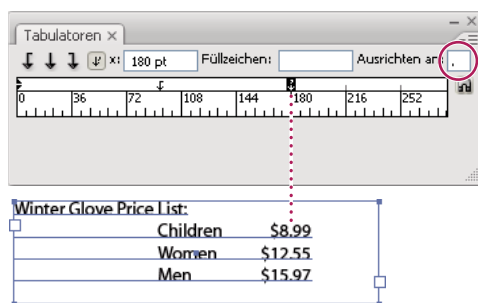 Tabulatoren ×
x: 180 pt Füllzeichen: Ausrichten an: .
0 36 72 108 144 180 216 252
Winter Glove Price List:
Children $8.99
Women $12.55
Men $15.97